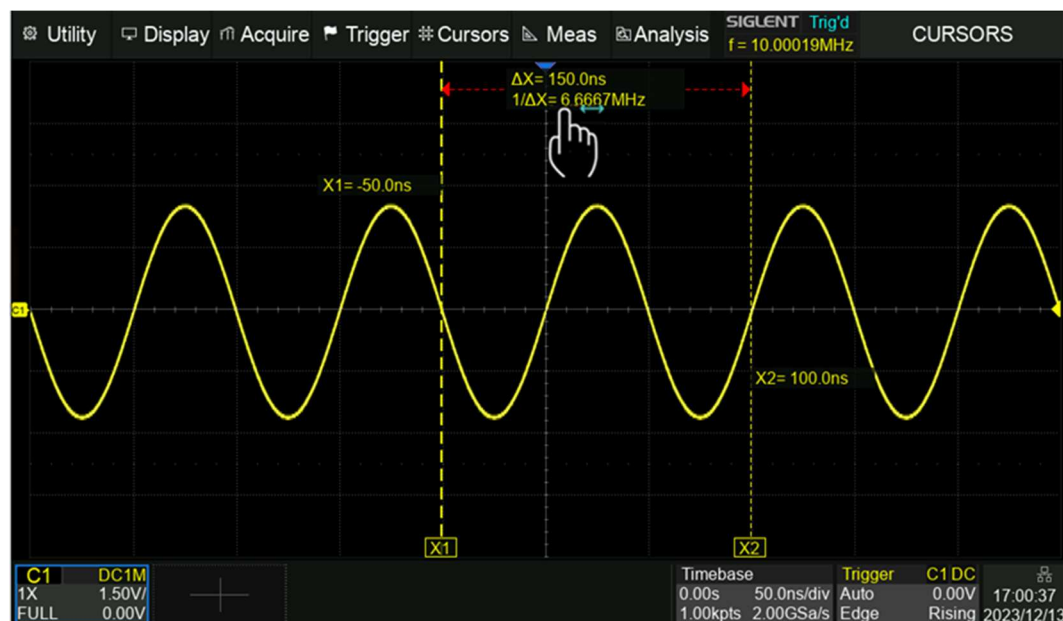 Utility Display Acquire Trigger Cursors Meas Analysis
SIGLENT Trig'd
f = 10.00019MHz
CURSORS
ΔX= 150.0ns
1/ΔX= 6.6667MHz
X1= -50.0ns
C1
X2= 100.0ns
X1 X2
C1 DC1M
1X 1.50V/
FULL 0.00V
Timebase
0.00s 50.0ns/div
1.00kpts 2.00GSa/s
Trigger C1 DC
Auto 0.00V
Edge Rising
17:00:37
2023/12/13